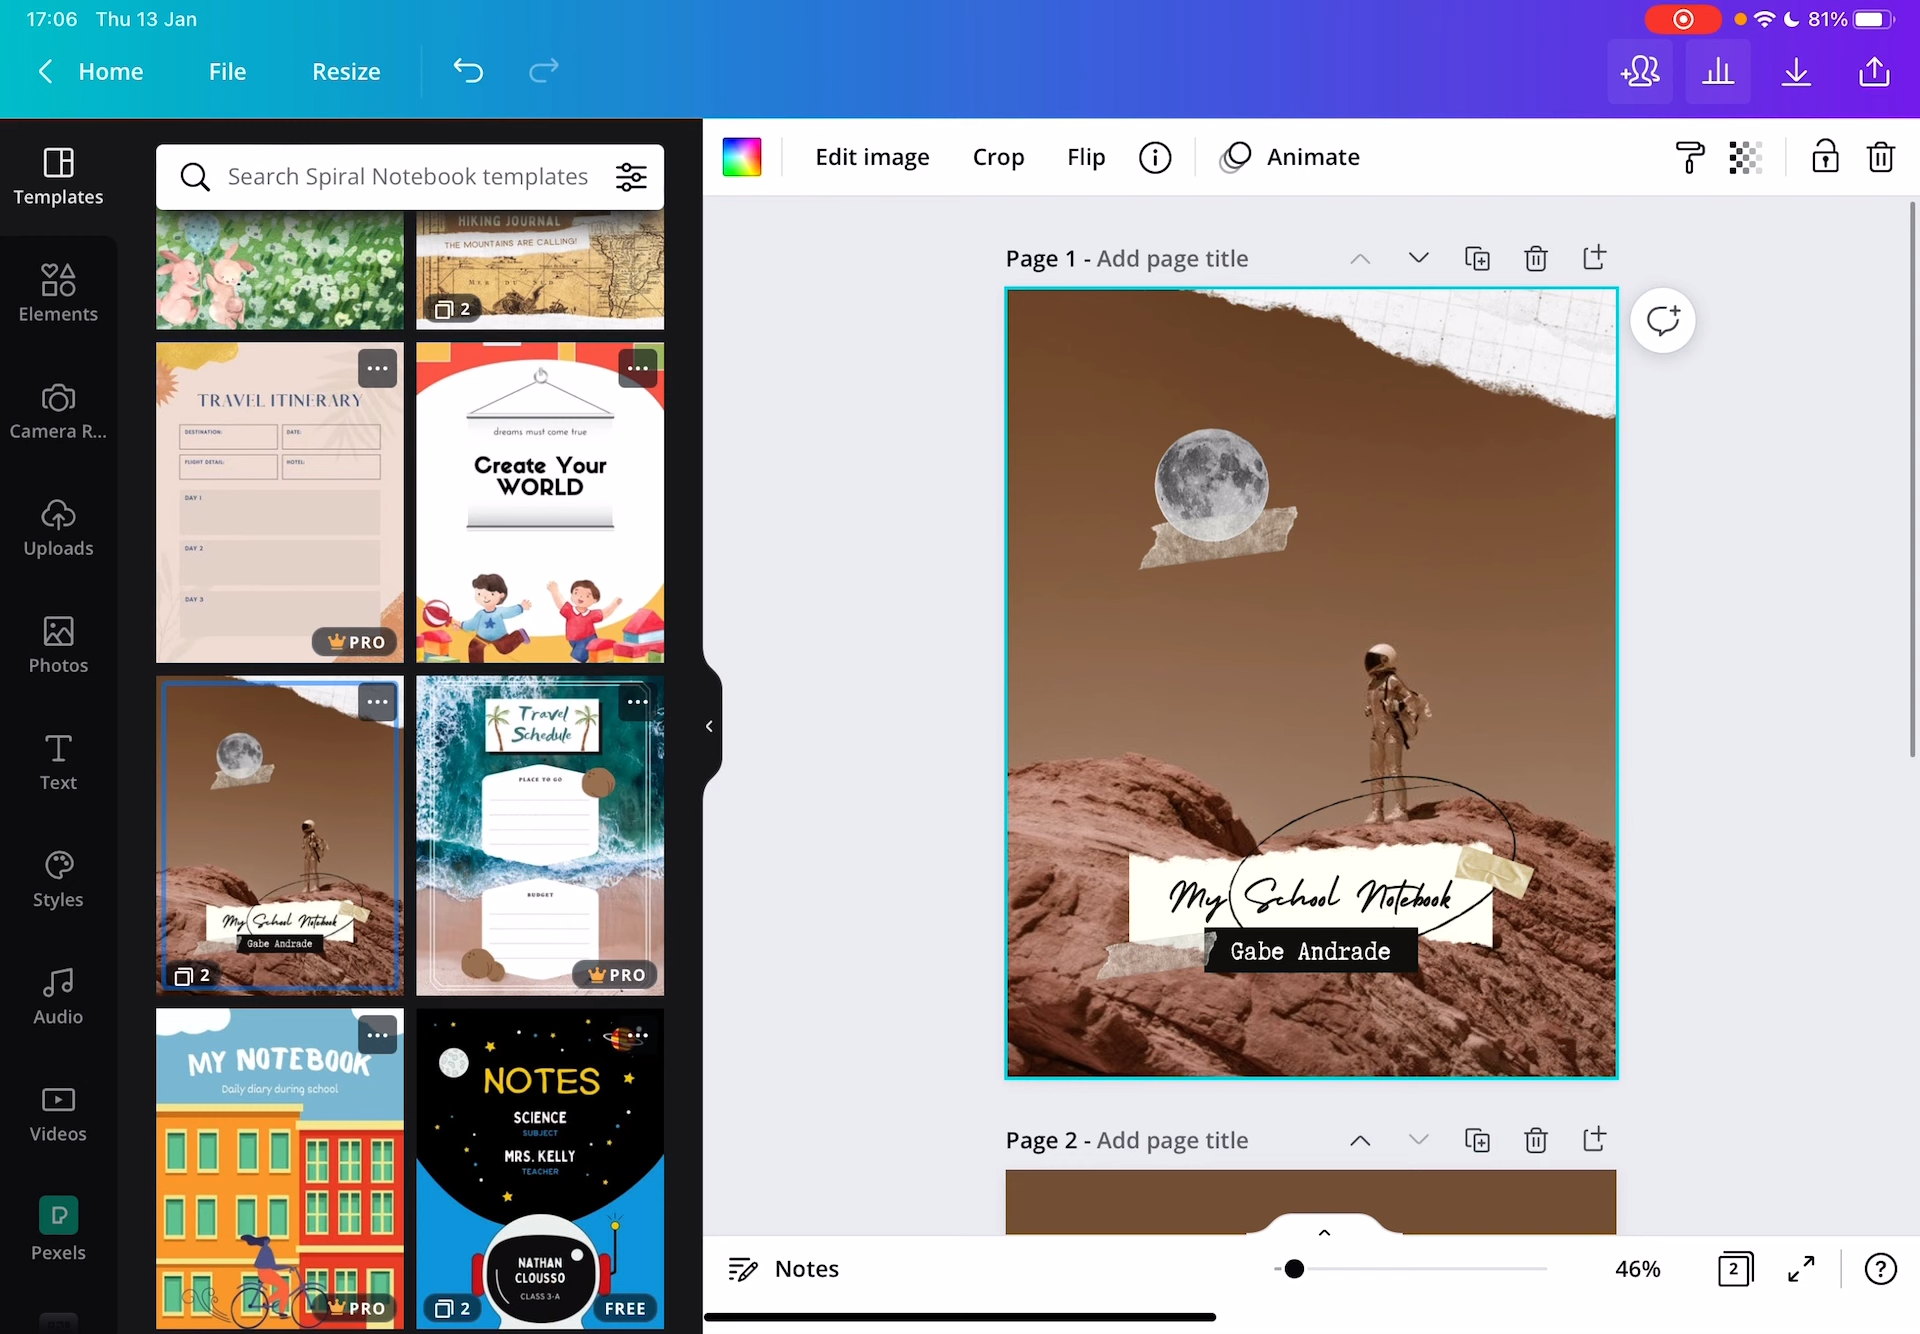 17:06 Thu 13 Jan
81%
Home File Resize
Templates
Elements
Camera R...
Uploads
Photos
Text
Styles
Audio
Videos
Pexels
Search Spiral Notebook templates
HIKING JOURNAL
THE MOUNTAINS ARE CALLING!
MER DU SUD
2
TRAVEL ITINERARY
DESTINATION: DATE:
FLIGHT DETAIL: HOTEL:
DAY 1
DAY 2
DAY 3
PRO
dreams must come true
Create Your
WORLD
My School Notebook
Gabe Andrade
2
Travel
Schedule
PLACE TO GO
BUDGET
PRO
MY NOTEBOOK
Daily diary during school
PRO
NOTES
SCIENCE
SUBJECT
MRS. KELLY
TEACHER
NATHAN
CLOUSSO
CLASS 3-A
2 FREE
Edit image Crop Flip Animate
Page 1 - Add page title
My School Notebook
Gabe Andrade
Page 2 - Add page title
Notes 46% 2